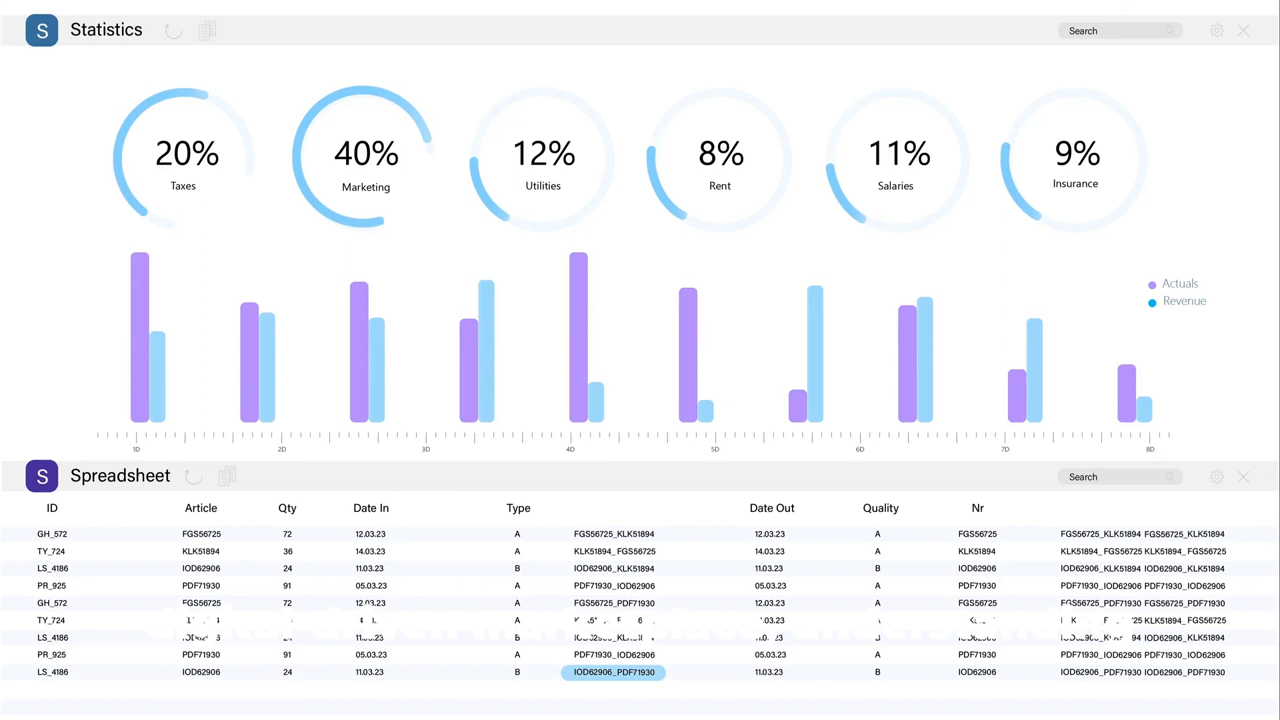 S Statistics Search
20% 40% 12% 8% 11% 9%
Taxes Marketing Utilities Rent Salaries Insurance
Actuals
Revenue
1D 2D 3D 4D 5D 6D 7D 8D
S Spreadsheet Search
ID Article Qty Date In Type Date Out Quality Nr
GH_572 FGS56725 72 12.03.23 A FGS56725_KLK51894 12.03.23 A FGS56725 FGS56725_KLK51894 FGS56725_KLK51894
TY_724 KLK51894 36 14.03.23 A KLK51894_FGS56725 14.03.23 A KLK51894 KLK51894_FGS56725 KLK51894_FGS56725
LS_4186 IOD62906 24 11.03.23 B IOD62906_KLK51894 11.03.23 B IOD62906 IOD62906_KLK51894 IOD62906_KLK51894
PR_925 PDF71930 91 05.03.23 A PDF71930_IOD62906 05.03.23 A PDF71930 PDF71930_IOD62906 PDF71930_IOD62906
GH_572 FGS56725 72 12.03.23 A FGS56725_PDF71930 12.03.23 A FGS56725 FGS56725_PDF71930 FGS56725_PDF71930
TY_724 A
LS_4186 B
PR_925 PDF71930 91 05.03.23 A PDF71930_IOD62906 05.03.23 A PDF71930 PDF71930_IOD62906 PDF71930_IOD62906
LS_4186 IOD62906 24 11.03.23 B IOD62906_PDF71930 11.03.23 B IOD62906 IOD62906_PDF71930 IOD62906_PDF71930